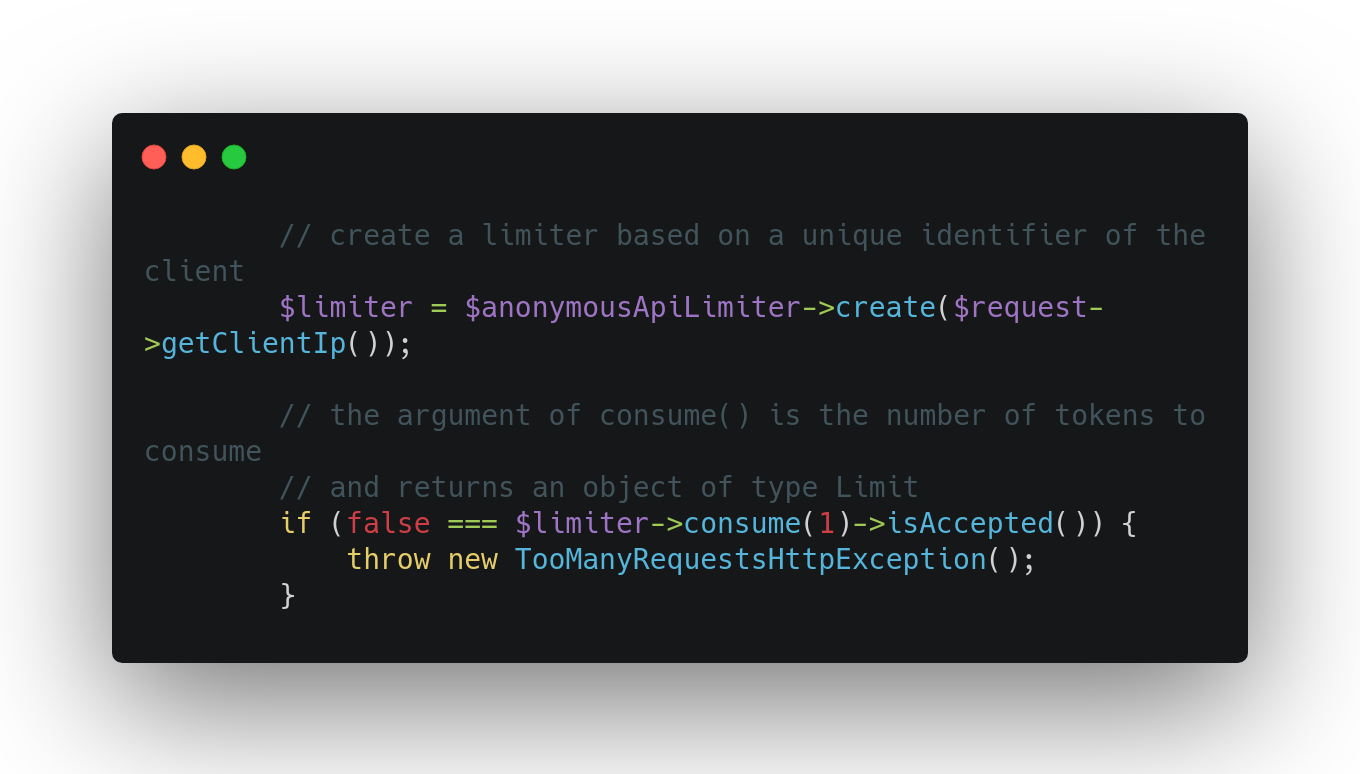 // create a limiter based on a unique identifier of the
client
$limiter = $anonymousApiLimiter->create($request-
>getClientIp());
// the argument of consume() is the number of tokens to
consume
// and returns an object of type Limit
if (false === $limiter->consume(1)->isAccepted()) {
throw new TooManyRequestsHttpException();
}